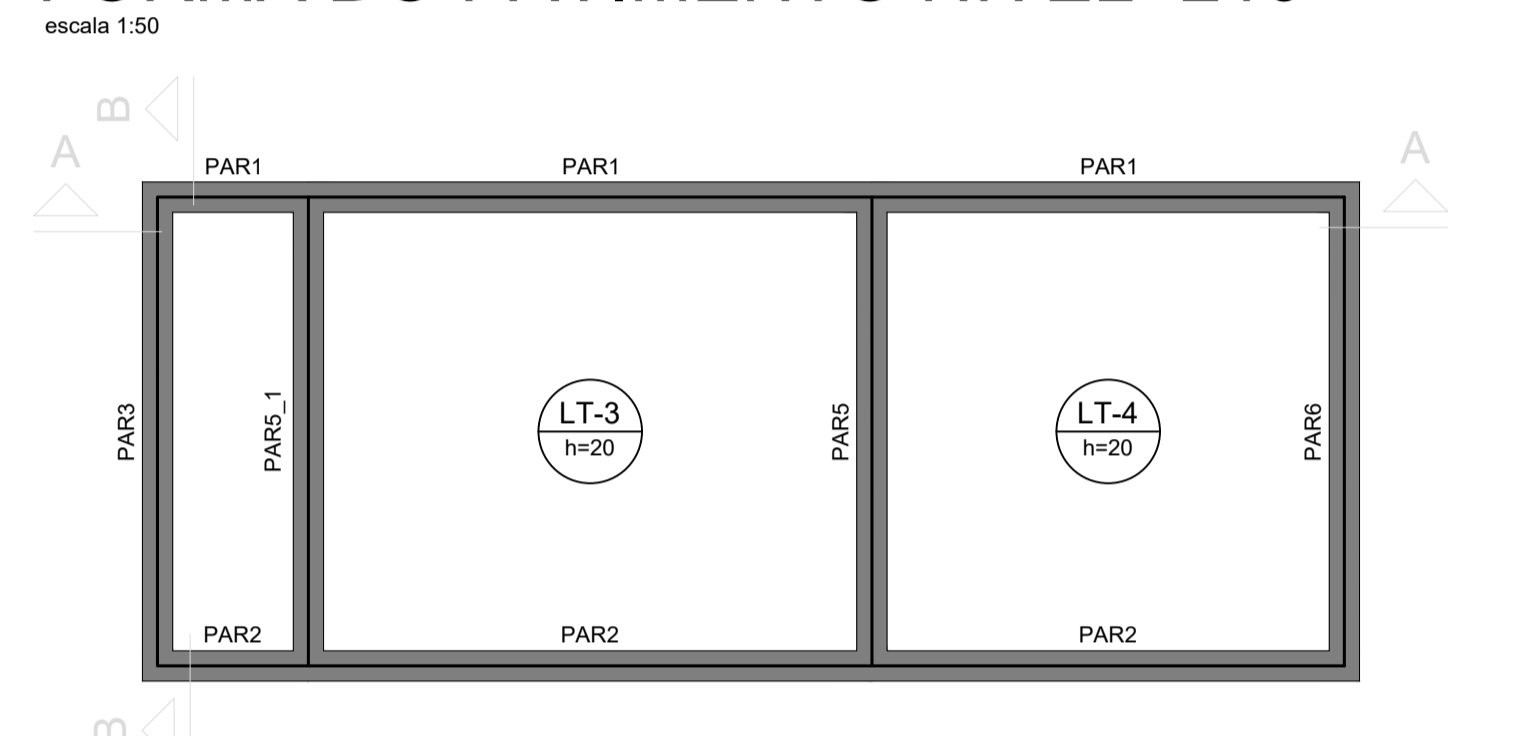 escala 1:50
B
A
A
PAR1
PAR1
PAR1
PAR3
PAR5_1
LT-3
h=20
PAR5
LT-4
h=20
PAR6
PAR2
PAR2
PAR2
B